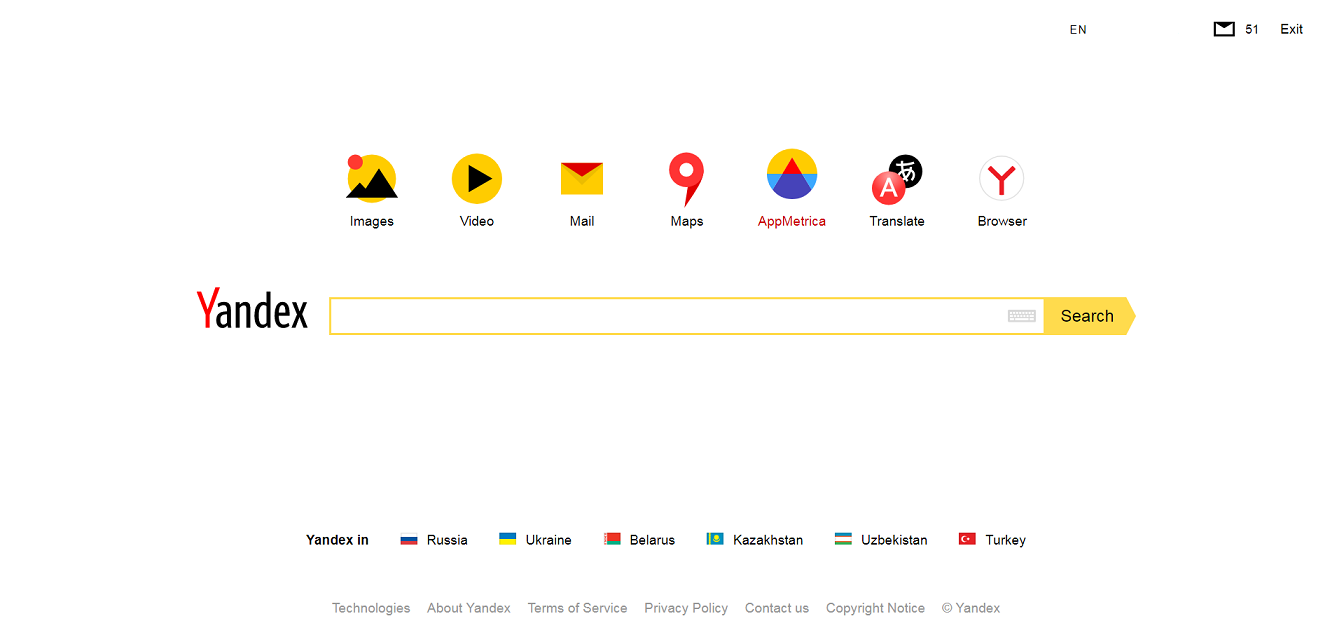 EN 51 Exit
Images Video Mail Maps AppMetrica Translate Browser
A あ
Yandex Search
Yandex in Russia Ukraine Belarus Kazakhstan Uzbekistan Turkey
Technologies About Yandex Terms of Service Privacy Policy Contact us Copyright Notice © Yandex